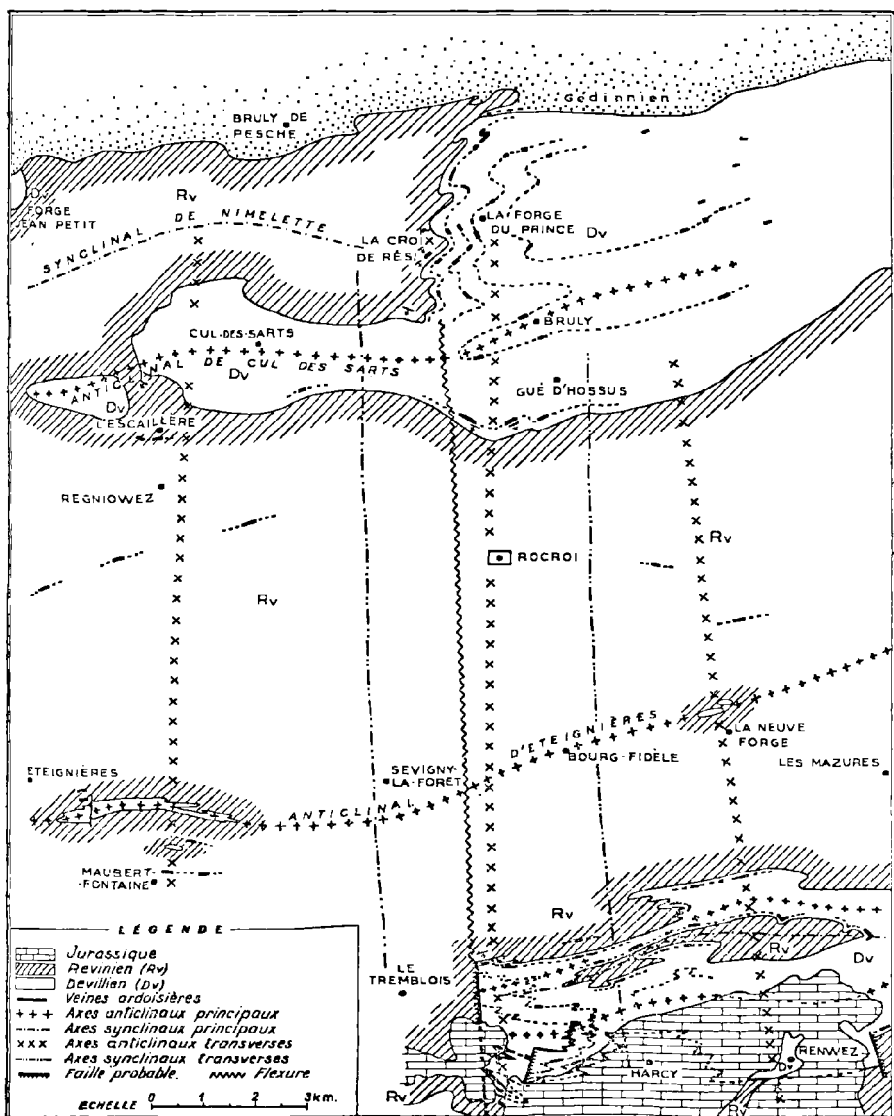 Gedinnien
BRULY DE
PESCHE
Dv
FORGE
JEAN PETIT
Rv
SYNCLINAL DE NIMELETTE
LA CROIX
DE RÉS
LA FORGE
DU PRINCE
Dv
BRULY
CUL-DES-SARTS
ANTICLINAL DE CUL DES SARTS
Dv
Dv
GUÉ D'HOSSUS
L'ESCAILLÈRE
REGNIOWEZ
ROCROI
Rv
Rv
ANTICLINAL D'ÉTEIGNIÈRES
LA NEUVE
FORGE
BOURG-FIDÈLE
LES MAZURES
ETEIGNIÈRES
SÉVIGNY-
LA-FORET
MAUBERT-
FONTAINE
Rv
Rv
Dv
LE
TREMBLOIS
HARCY
RENWEZ
Dv
Rv
Rv
LÉGENDE
Jurassique
Revinien (Rv)
Devillien (Dv)
Veines ardoisières
Axes anticlinaux principaux
Axes synclinaux principaux
Axes anticlinaux transverses
Axes synclinaux transverses
Faille probable. Flexure
ECHELLE 0 1 2 3km.